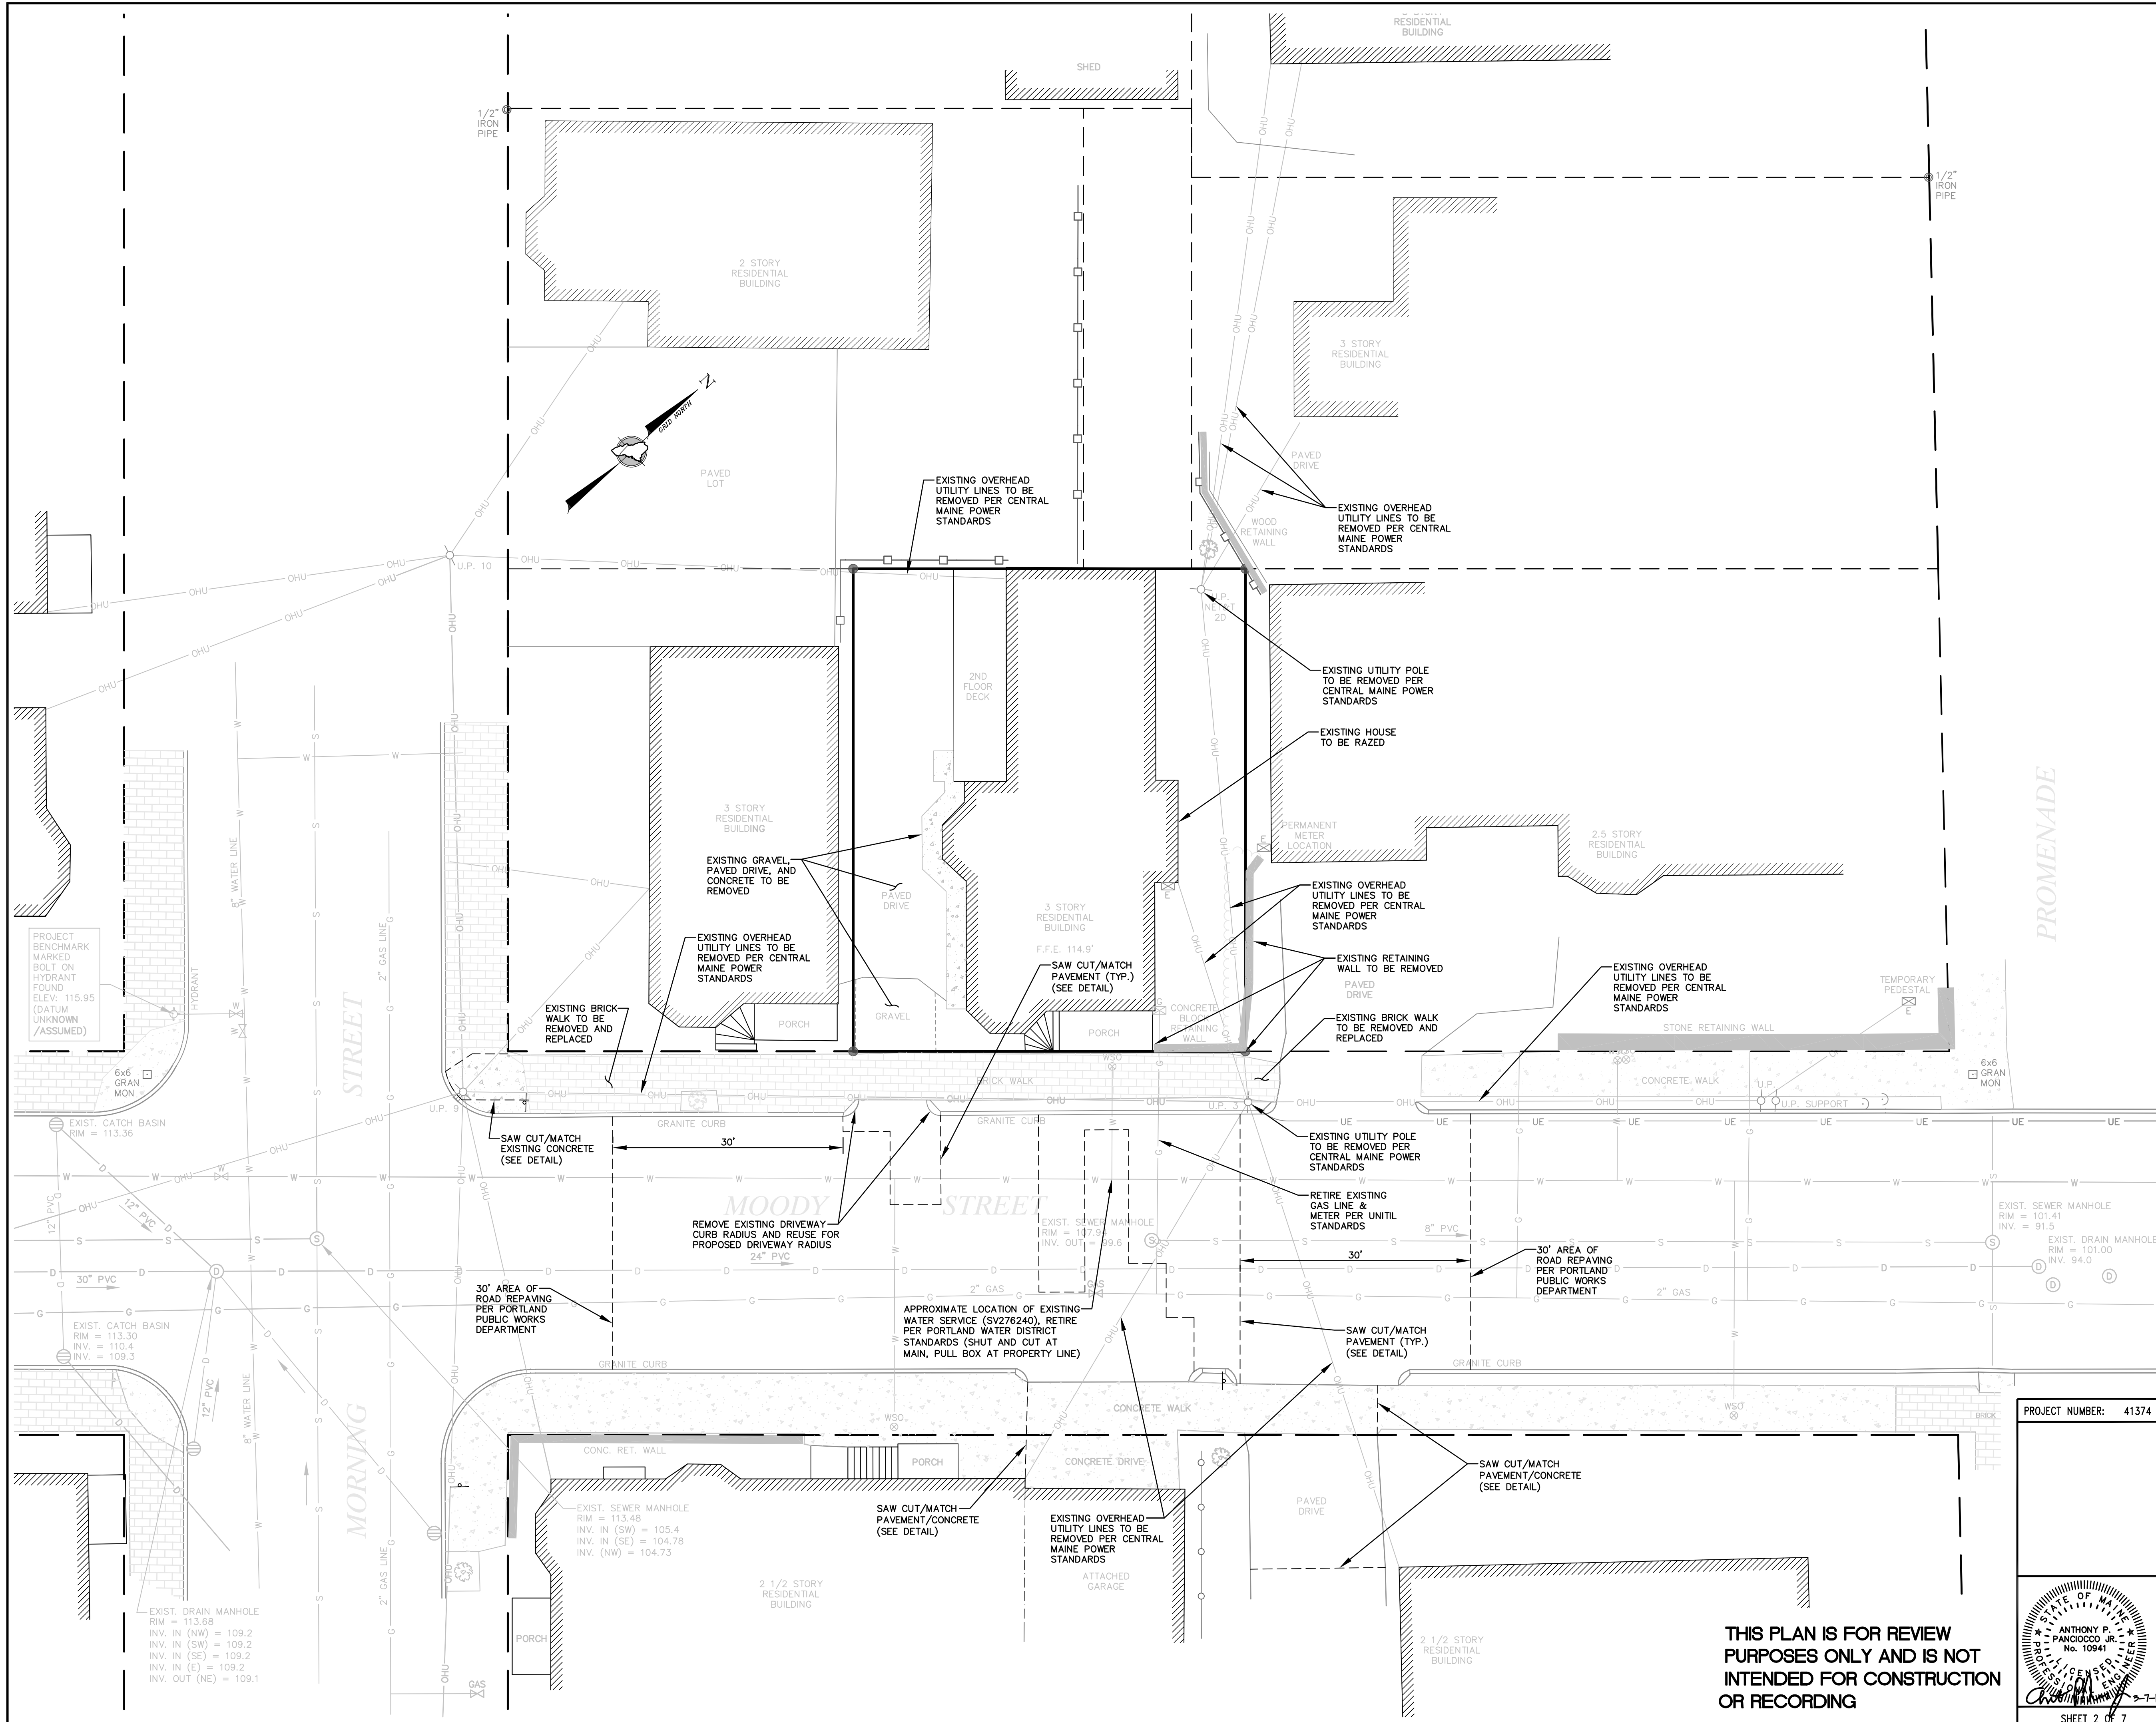 RESIDENTIAL
BUILDING
SHED
1/2"
IRON
PIPE
1/2"
IRON
PIPE
2 STORY
RESIDENTIAL
BUILDING
3 STORY
RESIDENTIAL
BUILDING
N
GRID NORTH
PAVED
LOT
PAVED
DRIVE
EXISTING OVERHEAD
UTILITY LINES TO BE
REMOVED PER CENTRAL
MAINE POWER
STANDARDS
EXISTING OVERHEAD
UTILITY LINES TO BE
REMOVED PER CENTRAL
MAINE POWER
STANDARDS
WOOD
RETAINING
WALL
U.P. 10
U.P.
NET&T
2D
2ND
FLOOR
DECK
EXISTING UTILITY POLE
TO BE REMOVED PER
CENTRAL MAINE POWER
STANDARDS
EXISTING HOUSE
TO BE RAZED
PROMENADE
3 STORY
RESIDENTIAL
BUILDING
PERMANENT
METER
LOCATION
2.5 STORY
RESIDENTIAL
BUILDING
EXISTING GRAVEL,
PAVED DRIVE, AND
CONCRETE TO BE
REMOVED
PAVED
DRIVE
3 STORY
RESIDENTIAL
BUILDING
F.F.E. 114.9'
EXISTING OVERHEAD
UTILITY LINES TO BE
REMOVED PER CENTRAL
MAINE POWER
STANDARDS
PROJECT
BENCHMARK
MARKED
BOLT ON
HYDRANT
FOUND
ELEV: 115.95
(DATUM
UNKNOWN
/ASSUMED)
8" WATER LINE
HYDRANT
2" GAS LINE
STREET
EXISTING OVERHEAD
UTILITY LINES TO BE
REMOVED PER CENTRAL
MAINE POWER
STANDARDS
SAW CUT/MATCH
PAVEMENT (TYP.)
(SEE DETAIL)
EXISTING RETAINING
WALL TO BE REMOVED
PAVED
DRIVE
EXISTING OVERHEAD
UTILITY LINES TO BE
REMOVED PER CENTRAL
MAINE POWER
STANDARDS
TEMPORARY
PEDESTAL
E
EXISTING BRICK
WALK TO BE
REMOVED AND
REPLACED
PORCH
GRAVEL
PORCH
CONCRETE
BLOCK
RETAINING
WALL
EXISTING BRICK WALK
TO BE REMOVED AND
REPLACED
STONE RETAINING WALL
6x6
GRAN
MON
6x6
GRAN
MON
WSO
BRICK WALK
CONCRETE WALK
U.P.
U.P. SUPPORT
U.P. 9
U.P. 3
EXIST. CATCH BASIN
RIM = 113.36
SAW CUT/MATCH
EXISTING CONCRETE
(SEE DETAIL)
GRANITE CURB
30'
GRANITE CURB
EXISTING UTILITY POLE
TO BE REMOVED PER
CENTRAL MAINE POWER
STANDARDS
12" PVC
12" PVC
MOODY STREET
REMOVE EXISTING DRIVEWAY
CURB RADIUS AND REUSE FOR
PROPOSED DRIVEWAY RADIUS
EXIST. SEWER MANHOLE
RIM = 107.94
INV. OUT = 99.6
RETIRE EXISTING
GAS LINE &
METER PER UNITIL
STANDARDS
8" PVC
EXIST. SEWER MANHOLE
RIM = 101.41
INV. = 91.5
EXIST. DRAIN MANHOLE
RIM = 101.00
INV. 94.0
30" PVC
24" PVC
30'
30' AREA OF
ROAD REPAVING
PER PORTLAND
PUBLIC WORKS
DEPARTMENT
30' AREA OF
ROAD REPAVING
PER PORTLAND
PUBLIC WORKS
DEPARTMENT
2" GAS
GAS
2" GAS
APPROXIMATE LOCATION OF EXISTING
WATER SERVICE (SV276240), RETIRE
PER PORTLAND WATER DISTRICT
STANDARDS (SHUT AND CUT AT
MAIN, PULL BOX AT PROPERTY LINE)
EXIST. CATCH BASIN
RIM = 113.30
INV. = 110.4
INV. = 109.3
SAW CUT/MATCH
PAVEMENT (TYP.)
(SEE DETAIL)
GRANITE CURB
GRANITE CURB
12" PVC
8" WATER LINE
MORNING
WSO
CONCRETE WALK
WSO
BRICK
PROJECT NUMBER: 41374
CONC. RET. WALL
PORCH
CONCRETE DRIVE
SAW CUT/MATCH
PAVEMENT/CONCRETE
(SEE DETAIL)
EXIST. SEWER MANHOLE
RIM = 113.48
INV. IN (SW) = 105.4
INV. IN (SE) = 104.78
INV. (NW) = 104.73
SAW CUT/MATCH
PAVEMENT/CONCRETE
(SEE DETAIL)
EXISTING OVERHEAD
UTILITY LINES TO BE
REMOVED PER CENTRAL
MAINE POWER
STANDARDS
PAVED
DRIVE
2" GAS LINE
2 1/2 STORY
RESIDENTIAL
BUILDING
ATTACHED
GARAGE
EXIST. DRAIN MANHOLE
RIM = 113.68
INV. IN (NW) = 109.2
INV. IN (SW) = 109.2
INV. IN (SE) = 109.2
INV. IN (E) = 109.2
INV. OUT (NE) = 109.1
PORCH
GAS
2 1/2 STORY
RESIDENTIAL
BUILDING
THIS PLAN IS FOR REVIEW
PURPOSES ONLY AND IS NOT
INTENDED FOR CONSTRUCTION
OR RECORDING
STATE OF MAINE
ANTHONY P.
PANCIOCCO JR.
No. 10941
LICENSED
PROFESSIONAL ENGINEER
SHEET 2 OF 7